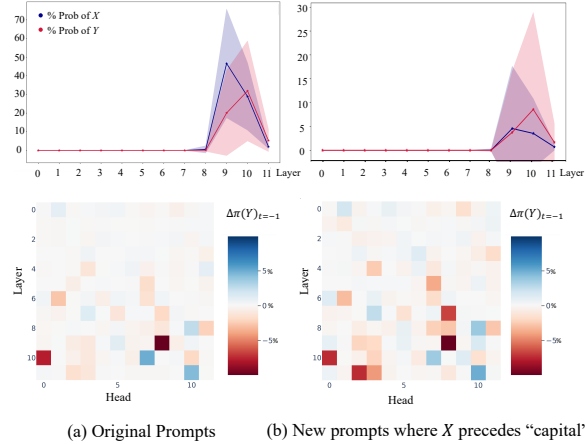 70
60
50
40
30
20
10
0
% Prob of X
% Prob of Y
0 1 2 3 4 5 6 7 8 9 10 11 Layer
30
25
20
15
10
5
0
0 1 2 3 4 5 6 7 8 9 10 11 Layer
Δπ(Y)t=−1
Layer
0
2
4
6
8
10
0 5 10
Head
5%
0%
−5%
Δπ(Y)t=−1
Layer
0
2
4
6
8
10
0 5 10
Head
5%
0%
−5%
(a) Original Prompts
(b) New prompts where X precedes “capital”